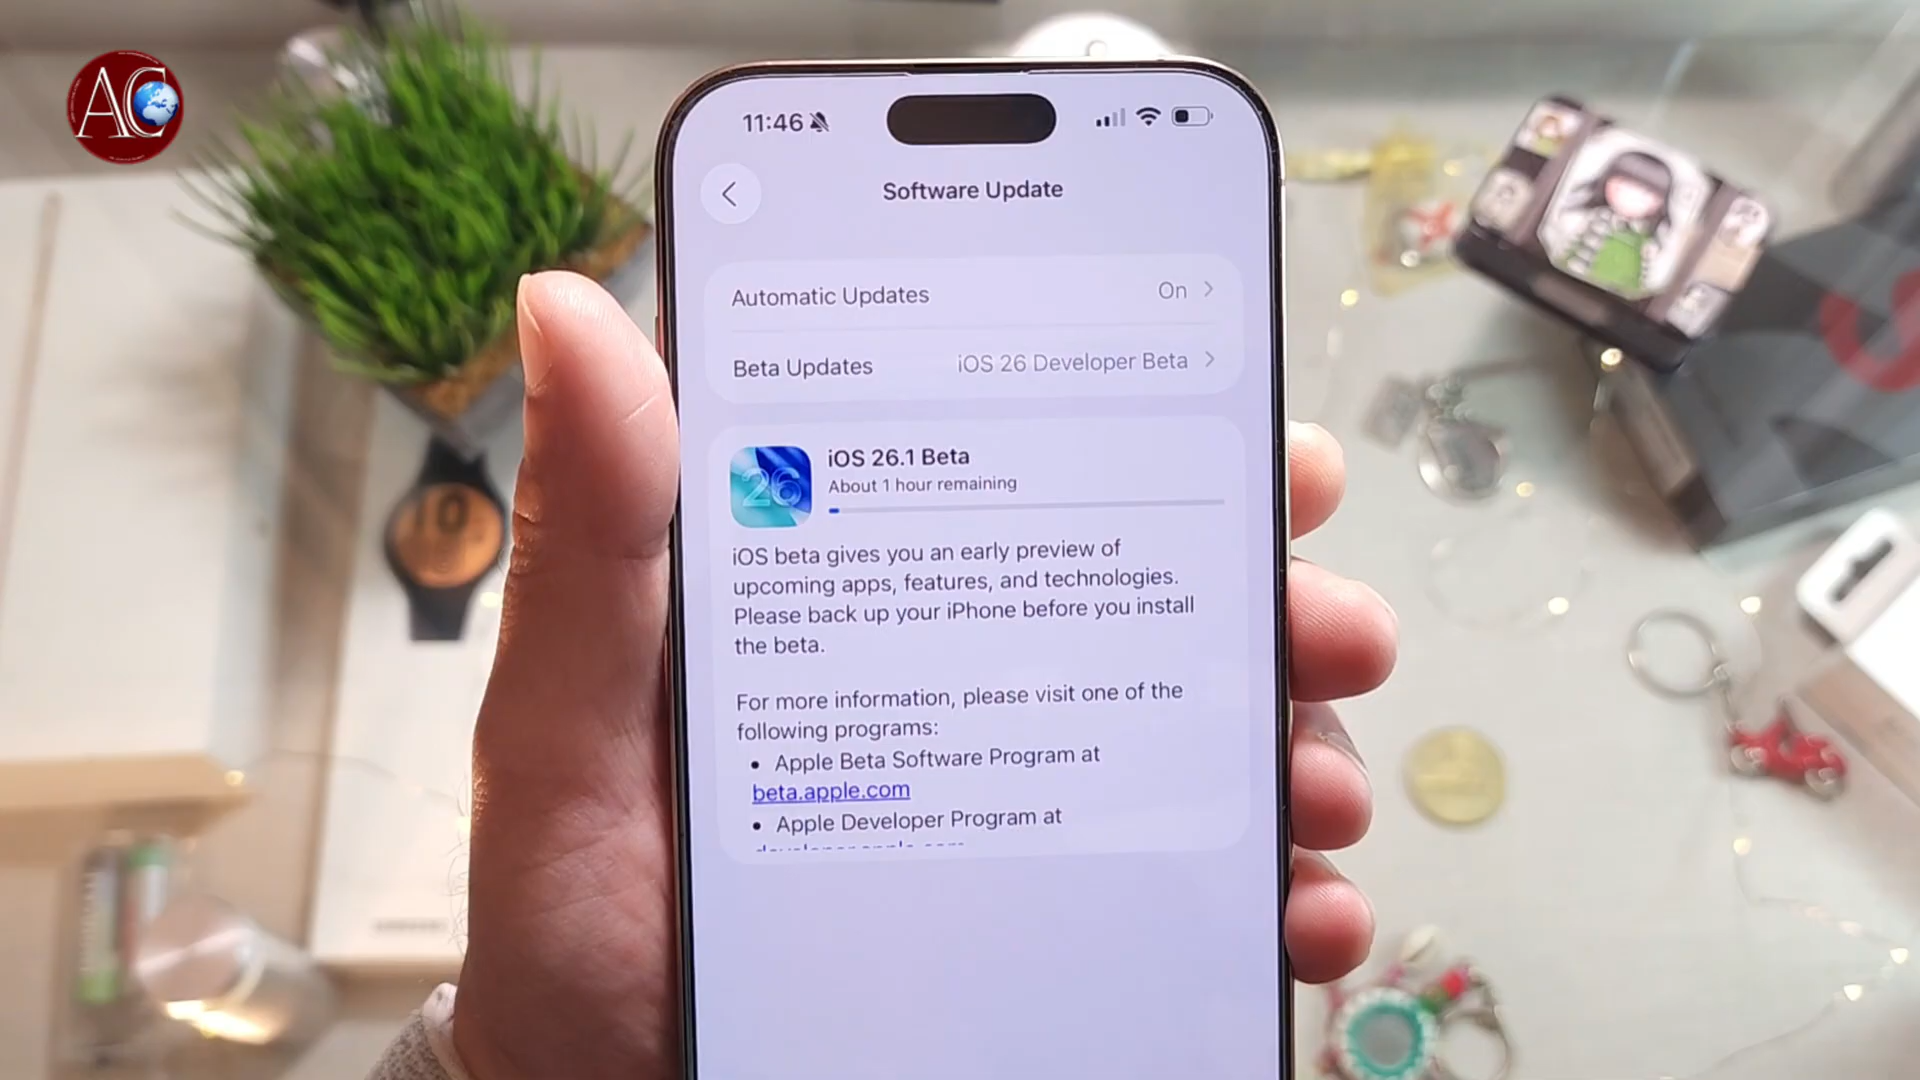 AC
11:46
Software Update
Automatic Updates On
Beta Updates iOS 26 Developer Beta
26
iOS 26.1 Beta
About 1 hour remaining
iOS beta gives you an early preview of
upcoming apps, features, and technologies.
Please back up your iPhone before you install
the beta.
For more information, please visit one of the
following programs:
• Apple Beta Software Program at
beta.apple.com
• Apple Developer Program at
10